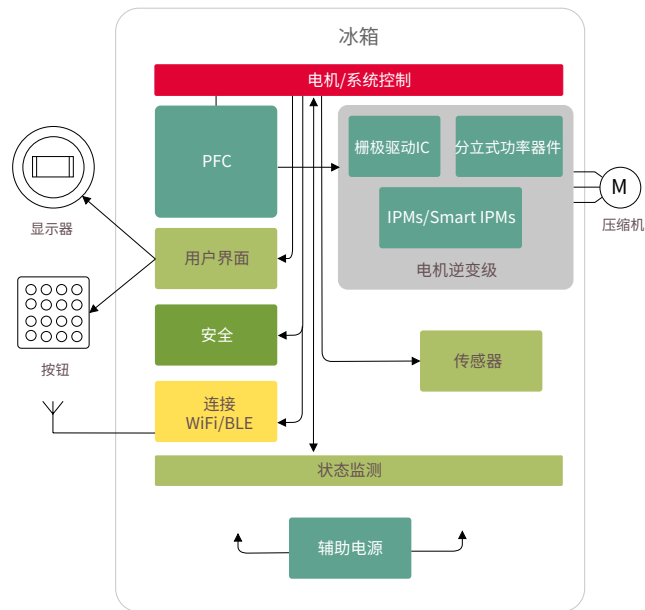 冰箱
电机/系统控制
PFC
栅极驱动IC
分立式功率器件
IPMs/Smart IPMs
电机逆变级
M
压缩机
显示器
用户界面
按钮
安全
传感器
连接
WiFi/BLE
状态监测
辅助电源